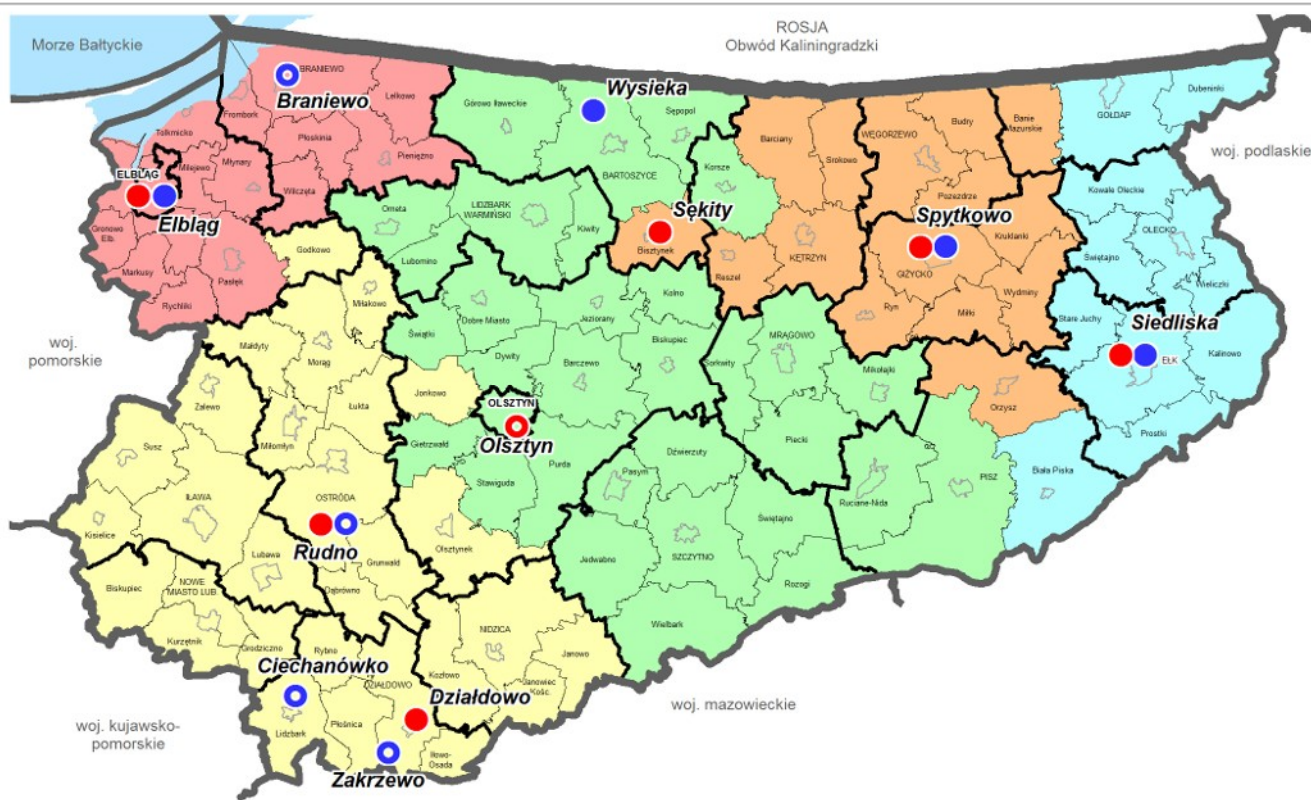 ROSJA
Obwód Kaliningradzki
Morze Bałtyckie
BRANIEWO
Braniewo
Wysieka
Frombork
Lelkowo
Górowo Iławeckie
Sępopol
GOŁDAP
Dubeninki
Tolkmicko
Płoskinia
Pieniężno
BARTOSZYCE
Barciany
Srokowo
WĘGORZEWO
Budry
Banie
Mazurskie
woj. podlaskie
Milejewo
Młynary
Wilczęta
Korsze
Pozezdrze
Kowale Oleckie
ELBLĄG
Elbląg
Orneta
LIDZBARK
WARMIŃSKI
Kiwity
Sękity
Bisztynek
Reszel
KĘTRZYN
Spytkowo
GIŻYCKO
Kruklanki
OLECKO
Świętajno
Wieliczki
Gronowo
Elb.
Markusy
Pasłęk
Rychliki
Godkowo
Lubomino
Miłakowo
Kolno
Ryn
Miłki
Wydminy
Stare Juchy
Siedliska
EŁK
Kalinowo
woj.
pomorskie
Małdyty
Morąg
Świątki
Dobre Miasto
Jeziorany
Dywity
Barczewo
Biskupiec
Sorkwity
MRĄGOWO
Mikołajki
Orzysz
Prostki
Zalewo
Łukta
Jonkowo
OLSZTYN
Olsztyn
Piecki
Susz
Miłomłyn
Gietrzwałd
Stawiguda
Purda
Pasym
Dźwierzuty
Ruciane-Nida
PISZ
Biała Piska
IŁAWA
OSTRÓDA
Rudno
Kisielice
Lubawa
Grunwald
Dąbrówno
Olsztynek
Jedwabno
SZCZYTNO
Świętajno
Rozogi
Biskupiec
NOWE
MIASTO LUB.
Kurzętnik
Grodziczno
Rybno
NIDZICA
Janowo
Wielbark
Ciechanówko
Lidzbark
DZIAŁDOWO
Płośnica
Kozłowo
Działdowo
Janowiec
Kośc.
Iłowo-
Osada
Zakrzewo
woj. kujawsko-
pomorskie
woj. mazowieckie